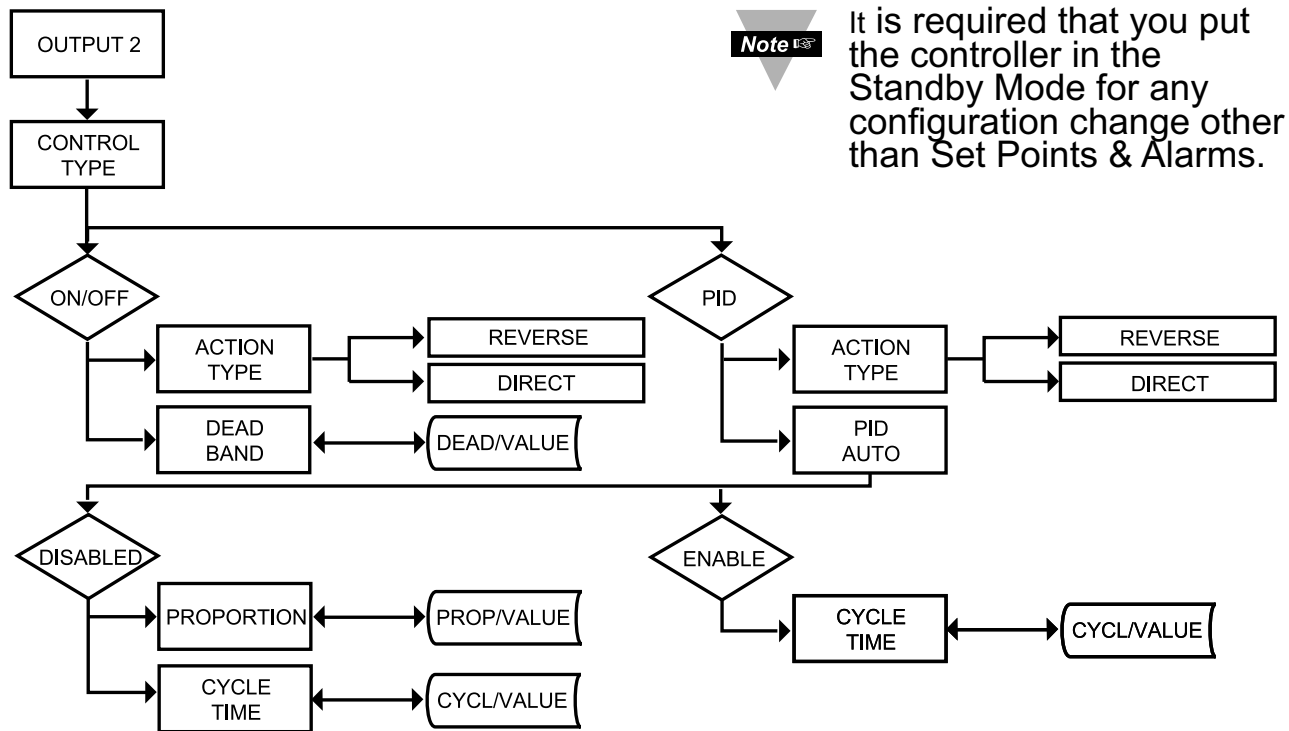 OUTPUT 2
Note
It is required that you put
the controller in the
Standby Mode for any
configuration change other
than Set Points & Alarms.
CONTROL
TYPE
ON/OFF
PID
ACTION
TYPE
REVERSE
DIRECT
ACTION
TYPE
REVERSE
DIRECT
DEAD
BAND
DEAD/VALUE
PID
AUTO
DISABLED
ENABLE
PROPORTION
PROP/VALUE
CYCLE
TIME
CYCL/VALUE
CYCLE
TIME
CYCL/VALUE